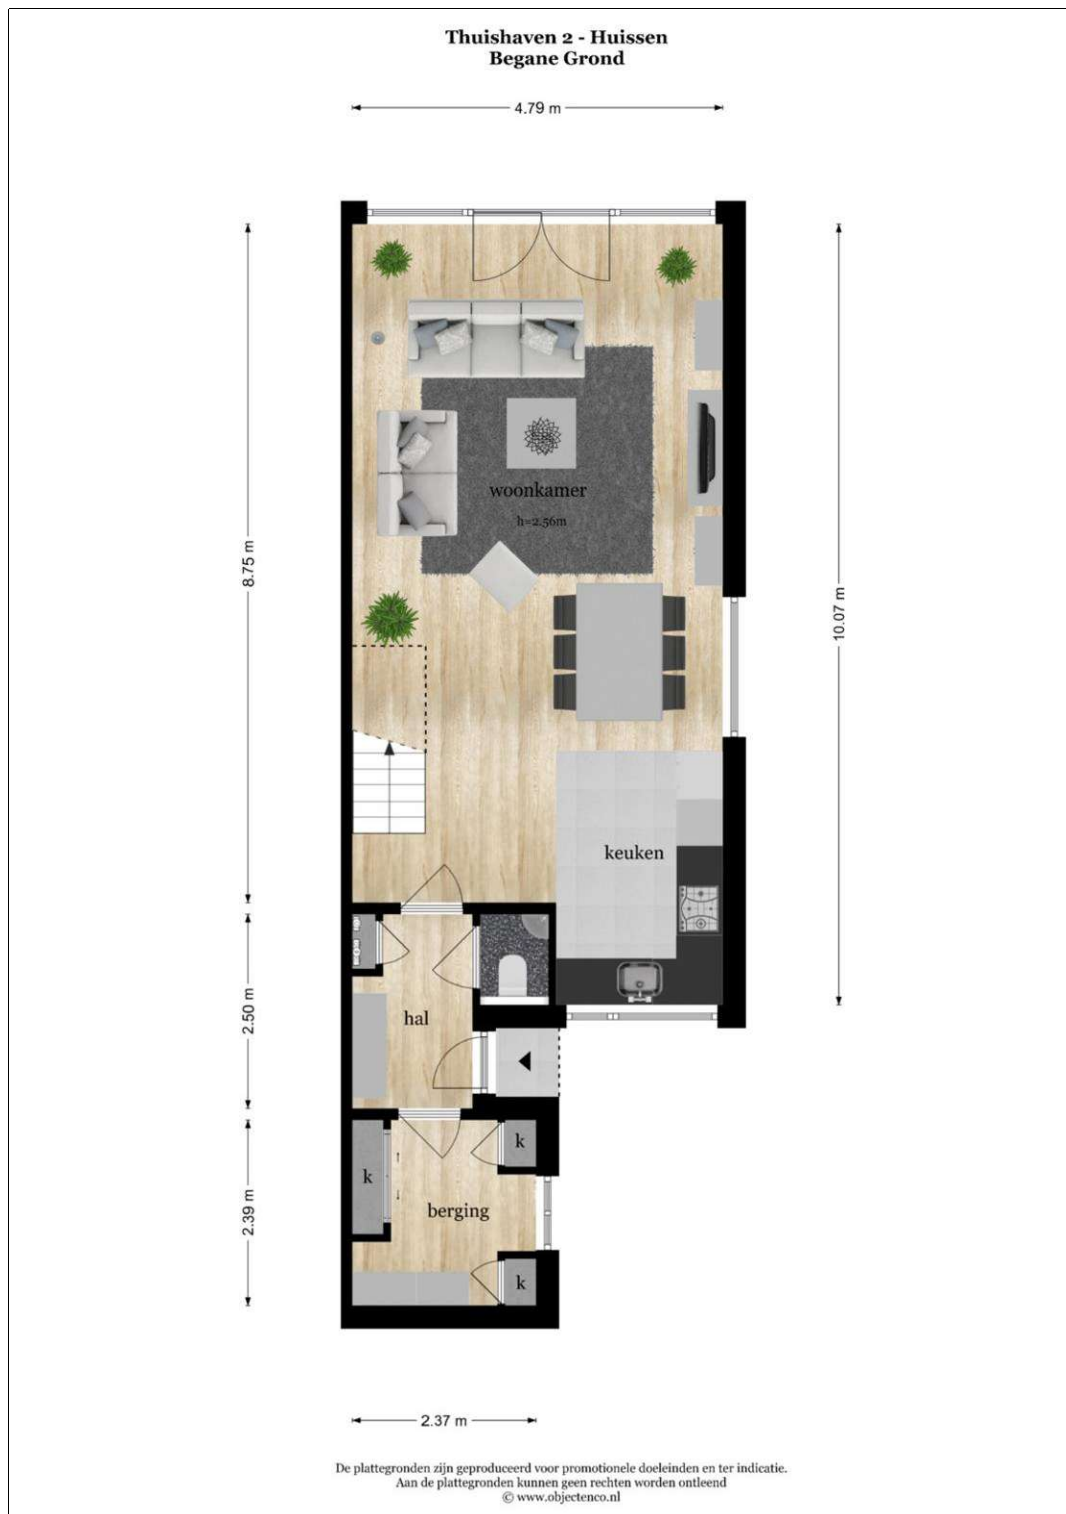 Thuishaven 2 - Huissen
Begane Grond
4.79 m
woonkamer
h=2.56m
8.75 m
10.07 m
keuken
hal
2.50 m
k
k
berging
2.39 m
k
2.37 m
De plattegronden zijn geproduceerd voor promotionele doeleinden en ter indicatie.
Aan de plattegronden kunnen geen rechten worden ontleend
© www.objectenco.nl